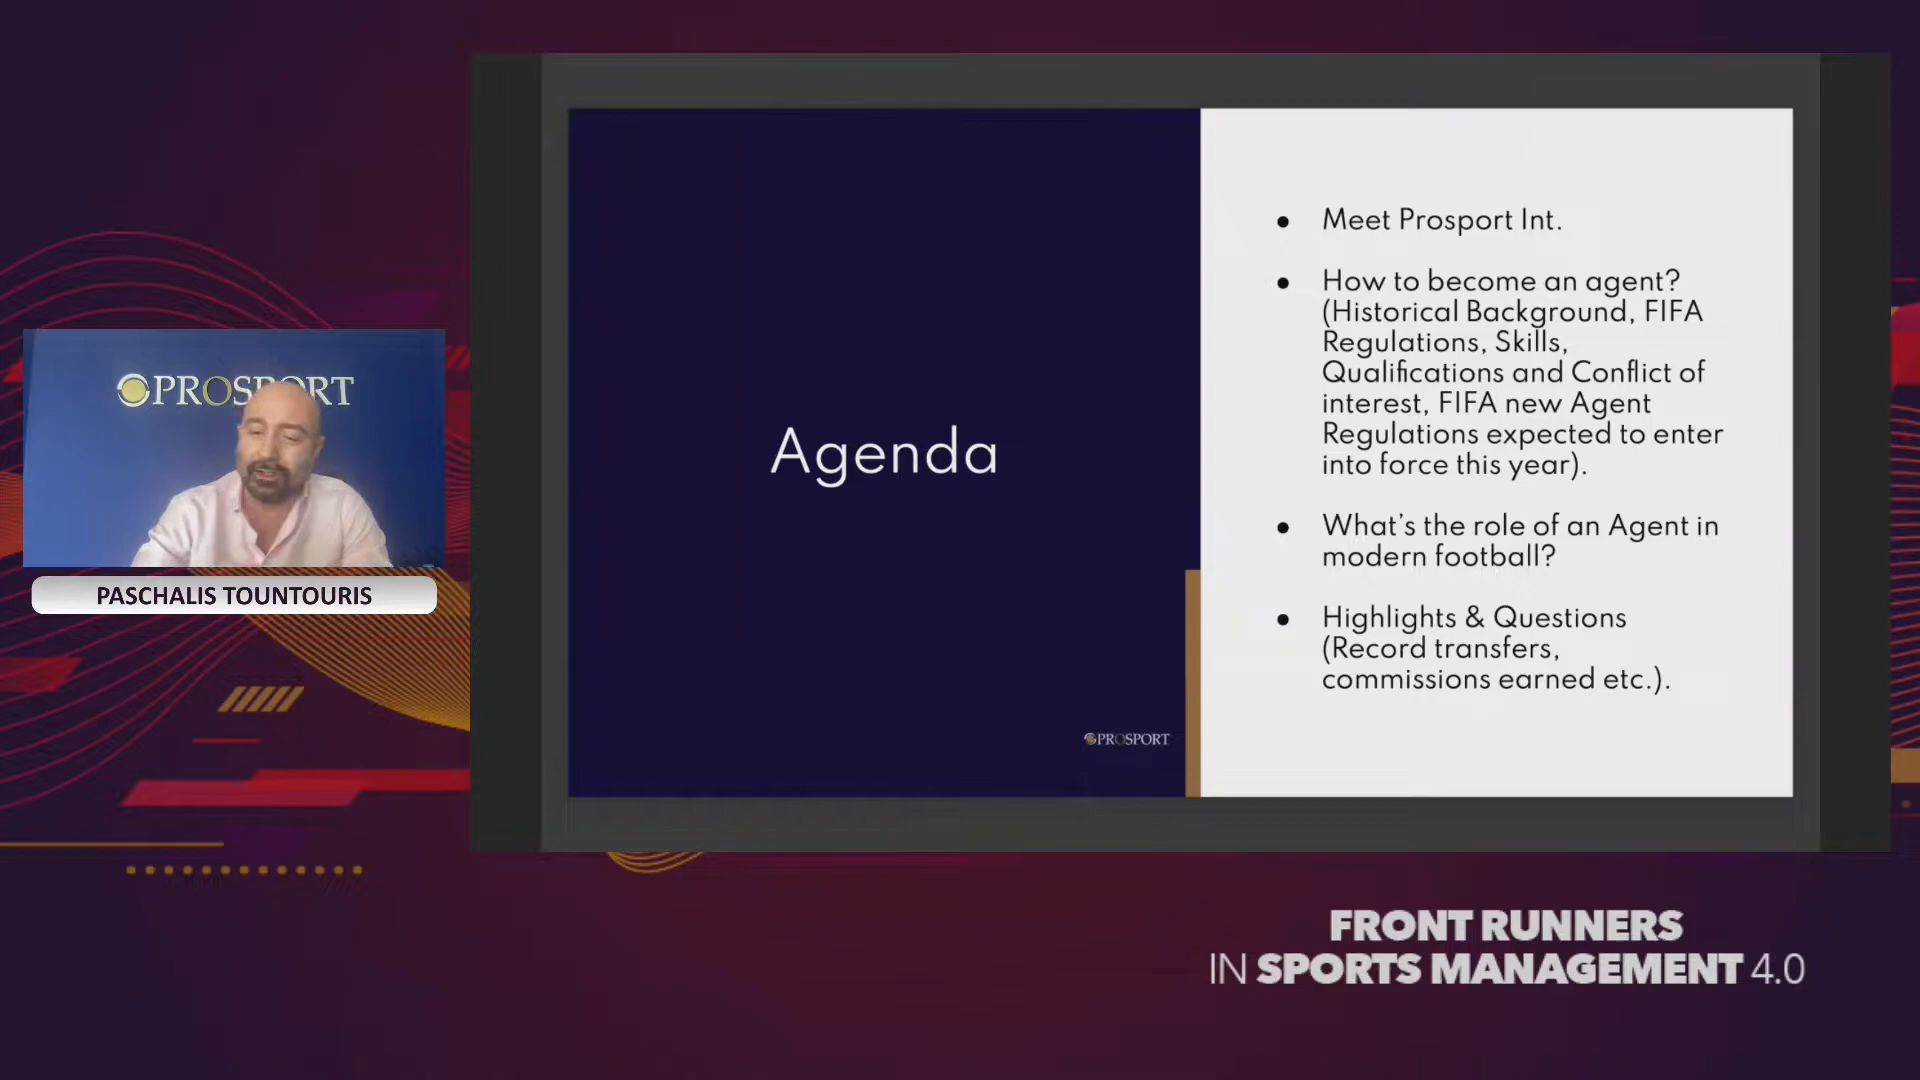 PROSPORT
PASCHALIS TOUNTOURIS
Agenda
PROSPORT
● Meet Prosport Int.
● How to become an agent?
(Historical Background, FIFA
Regulations, Skills,
Qualifications and Conflict of
interest, FIFA new Agent
Regulations expected to enter
into force this year).
● What's the role of an Agent in
modern football?
● Highlights & Questions
(Record transfers,
commissions earned etc.).
FRONT RUNNERS
IN SPORTS MANAGEMENT 4.0